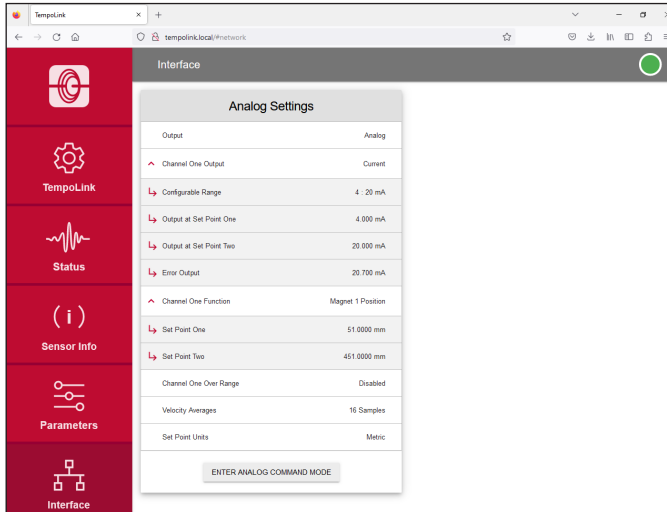 TempoLink
tempolink.local/#network
Interface
TempoLink
Status
(i)
Sensor Info
Parameters
Interface
Analog Settings
Output Analog
Channel One Output Current
Configurable Range 4 : 20 mA
Output at Set Point One 4.000 mA
Output at Set Point Two 20.000 mA
Error Output 20.700 mA
Channel One Function Magnet 1 Position
Set Point One 51.0000 mm
Set Point Two 451.0000 mm
Channel One Over Range Disabled
Velocity Averages 16 Samples
Set Point Units Metric
ENTER ANALOG COMMAND MODE